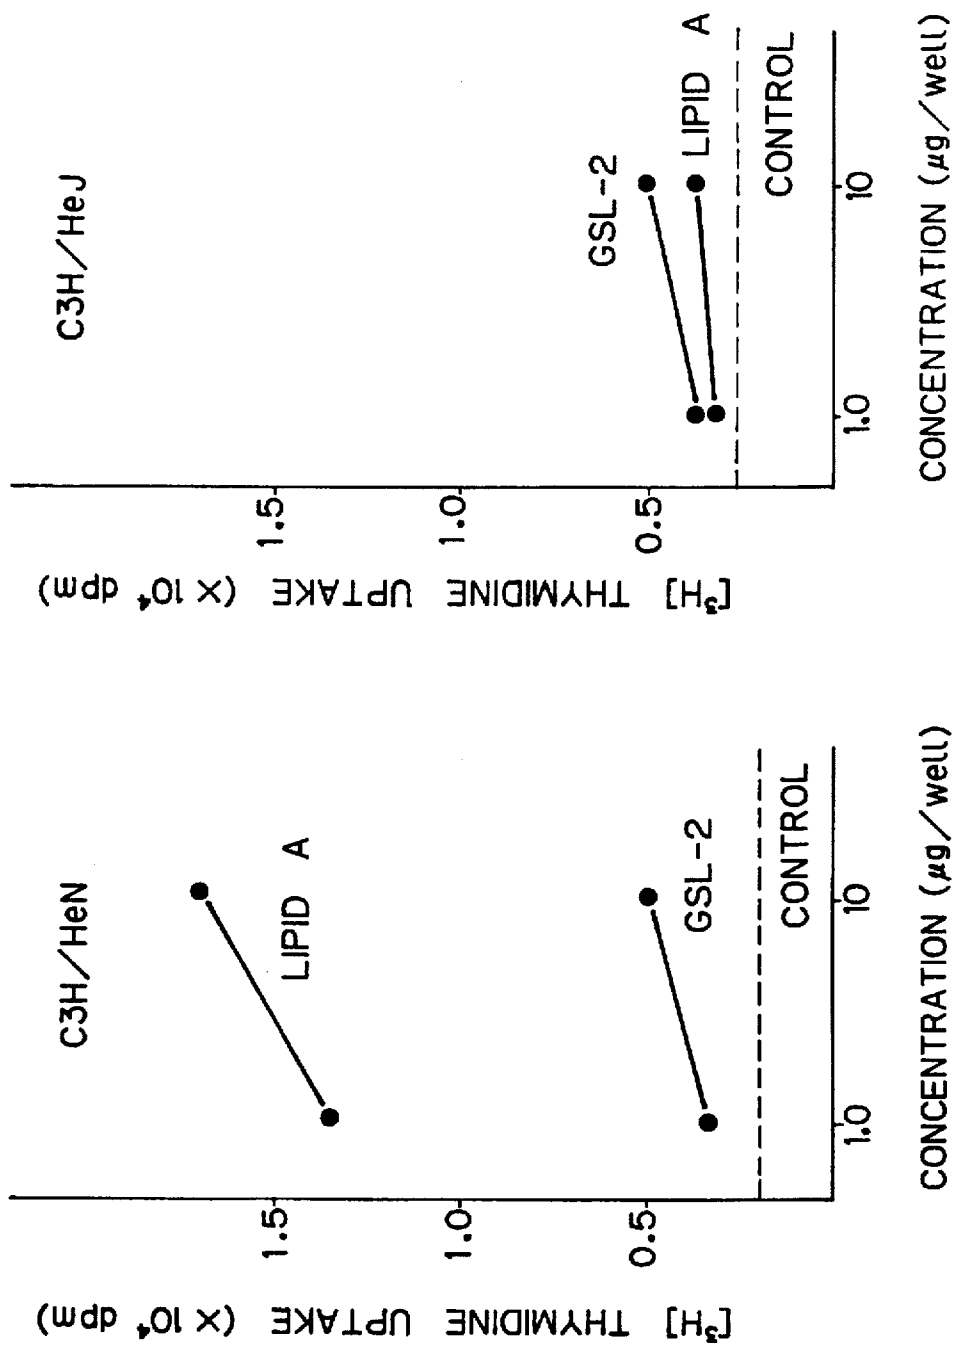 C3H/HeN
[³H] THYMIDINE UPTAKE (×10⁴ dpm)
1.5
1.0
0.5
LIPID A
GSL-2
CONTROL
1.0
10
CONCENTRATION (μg/well)
C3H/HeJ
[³H] THYMIDINE UPTAKE (×10⁴ dpm)
1.5
1.0
0.5
GSL-2
LIPID A
CONTROL
1.0
10
CONCENTRATION (μg/well)